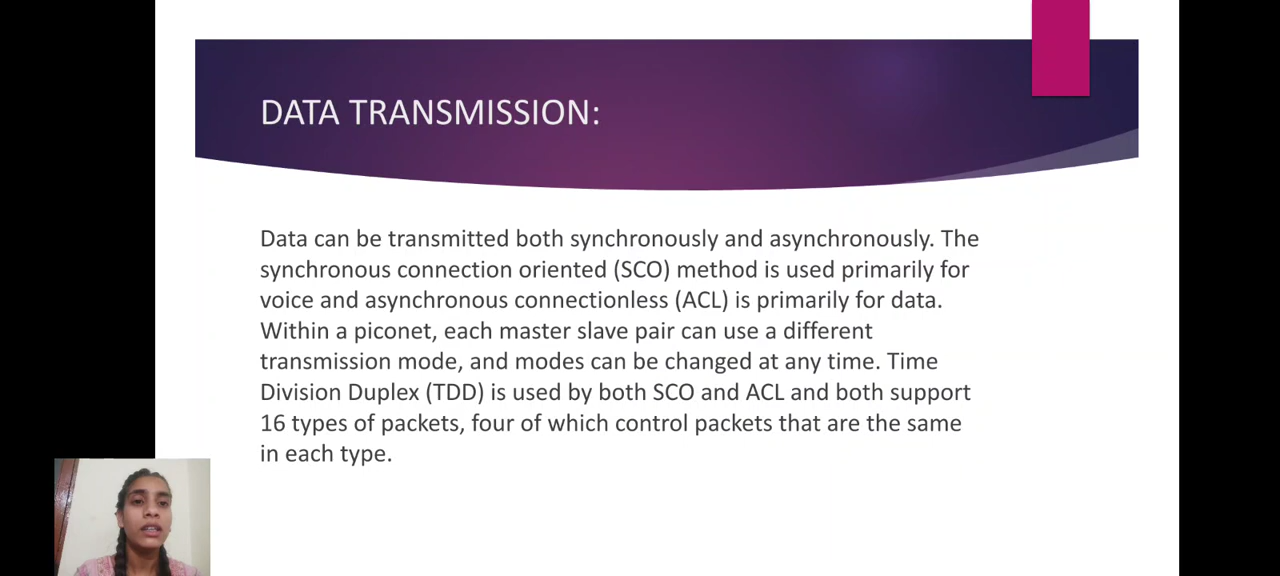 DATA TRANSMISSION:
Data can be transmitted both synchronously and asynchronously. The
synchronous connection oriented (SCO) method is used primarily for
voice and asynchronous connectionless (ACL) is primarily for data.
Within a piconet, each master slave pair can use a different
transmission mode, and modes can be changed at any time. Time
Division Duplex (TDD) is used by both SCO and ACL and both support
16 types of packets, four of which control packets that are the same
in each type.